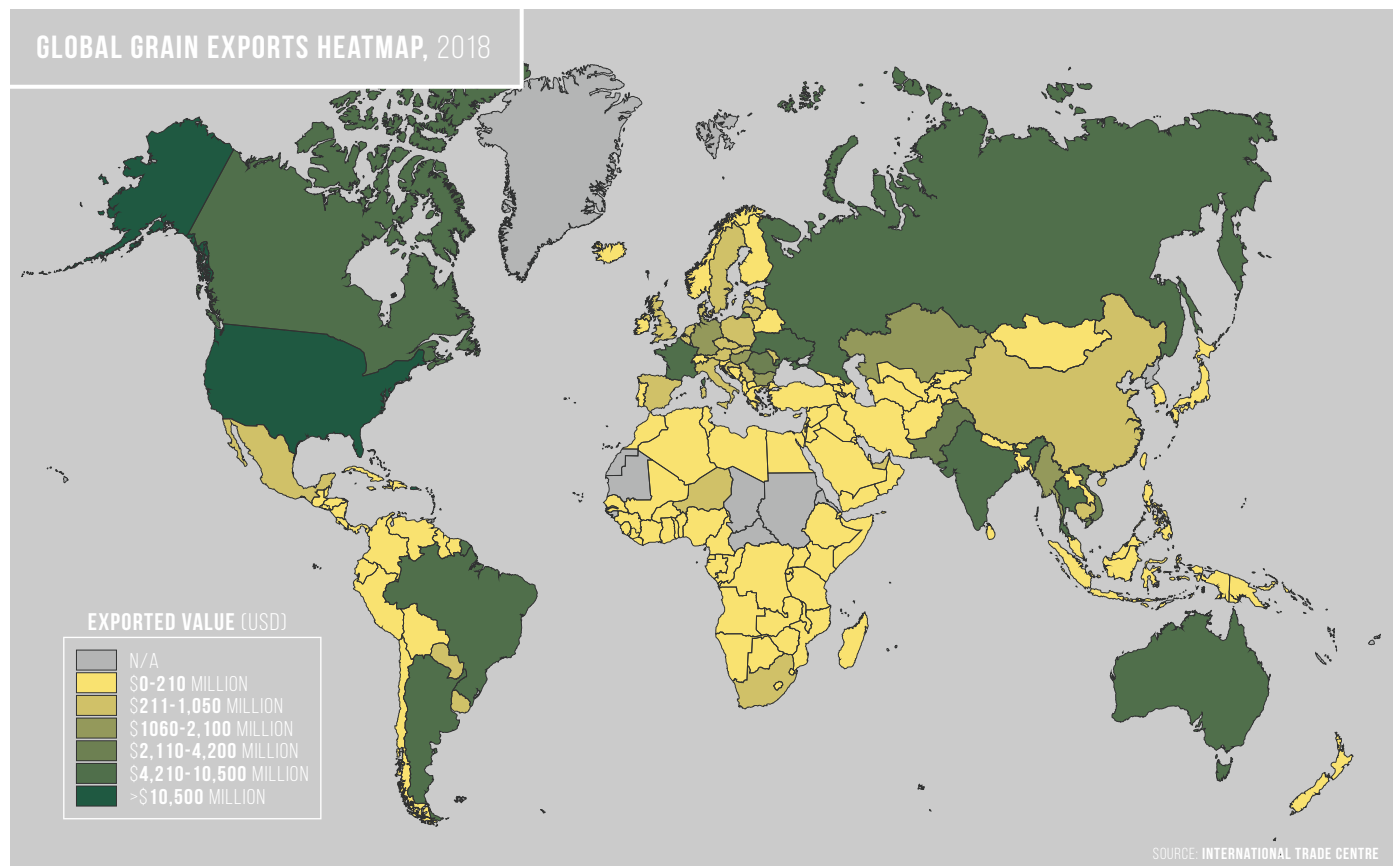 GLOBAL GRAIN EXPORTS HEATMAP, 2018
EXPORTED VALUE (USD)
N/A
$0-210 MILLION
$211-1,050 MILLION
$1060-2,100 MILLION
$2,110-4,200 MILLION
$4,210-10,500 MILLION
>$10,500 MILLION
SOURCE: INTERNATIONAL TRADE CENTRE